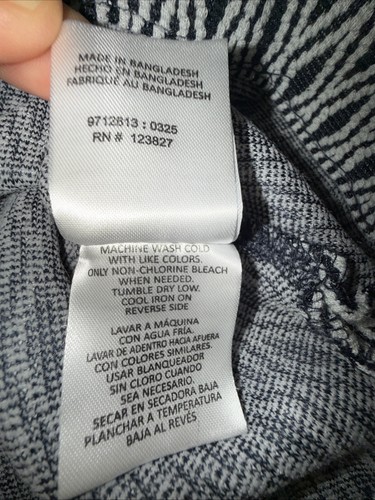 MADE IN BANGLADESH
HECHO EN BANGLADESH
FABRIQUÉ AU BANGLADESH
9712813 : 0325
RN # 123827
MACHINE WASH COLD
WITH LIKE COLORS.
ONLY NON-CHLORINE BLEACH
WHEN NEEDED.
TUMBLE DRY LOW.
COOL IRON ON
REVERSE SIDE
LAVAR A MÁQUINA
CON AGUA FRÍA.
LAVAR DE ADENTRO HACIA AFUERA
CON COLORES SIMILARES.
USAR BLANQUEADOR
SIN CLORO CUANDO
SEA NECESARIO.
SECAR EN SECADORA BAJA
PLANCHAR A TEMPERATURA
BAJA AL REVÉS